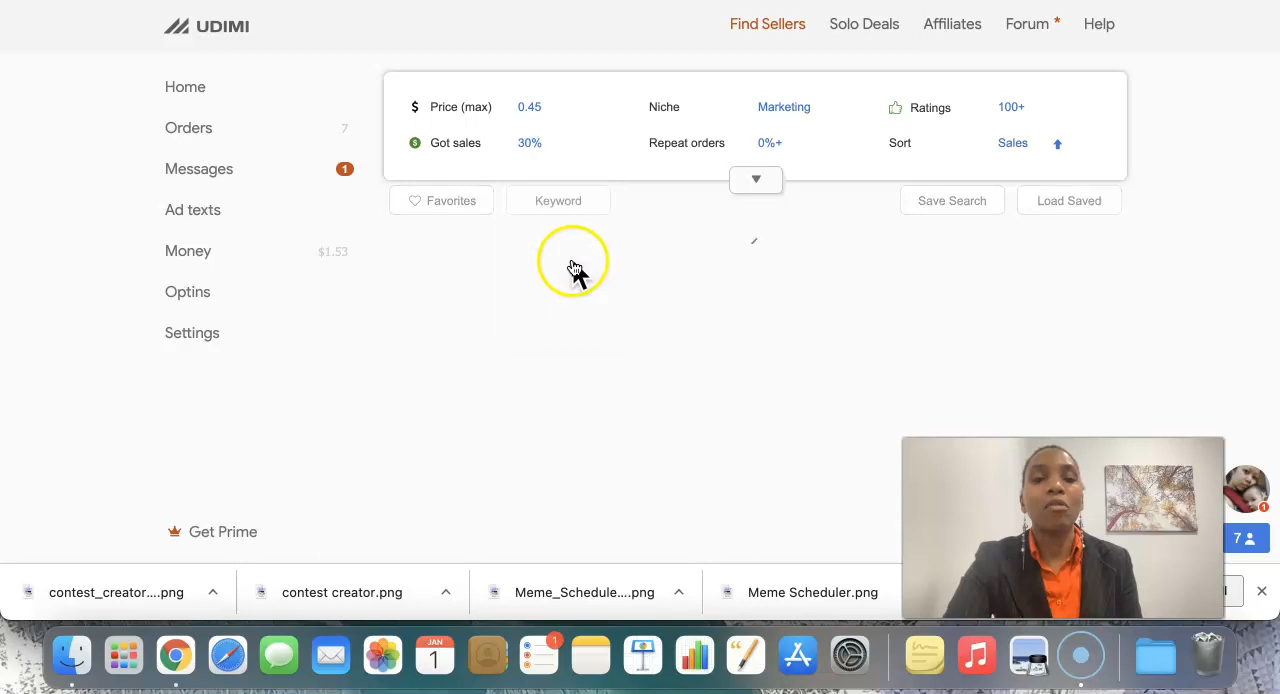 UDIMI
Find Sellers
Solo Deals
Affiliates
Forum *
Help
Home
Orders 7
Messages 1
Ad texts
Money $1.53
Optins
Settings
Get Prime
$ Price (max) 0.45
Niche Marketing
Ratings 100+
$ Got sales 30%
Repeat orders 0%+
Sort Sales
Favorites
Keyword
Save Search
Load Saved
1
7
contest_creator....png
contest creator.png
Meme_Schedule....png
Meme Scheduler.png
JAN
1
1